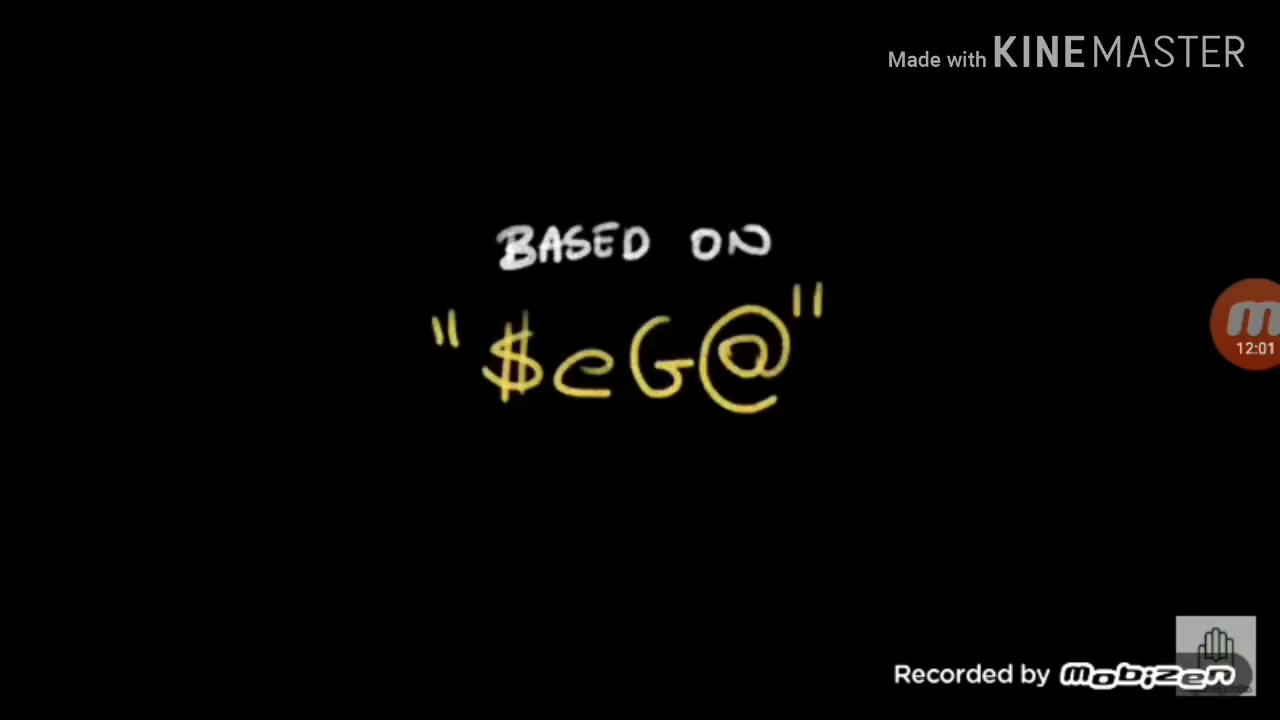 Made with KINEMASTER
BASED ON
"$eG@"
12:01
Recorded by mobizen